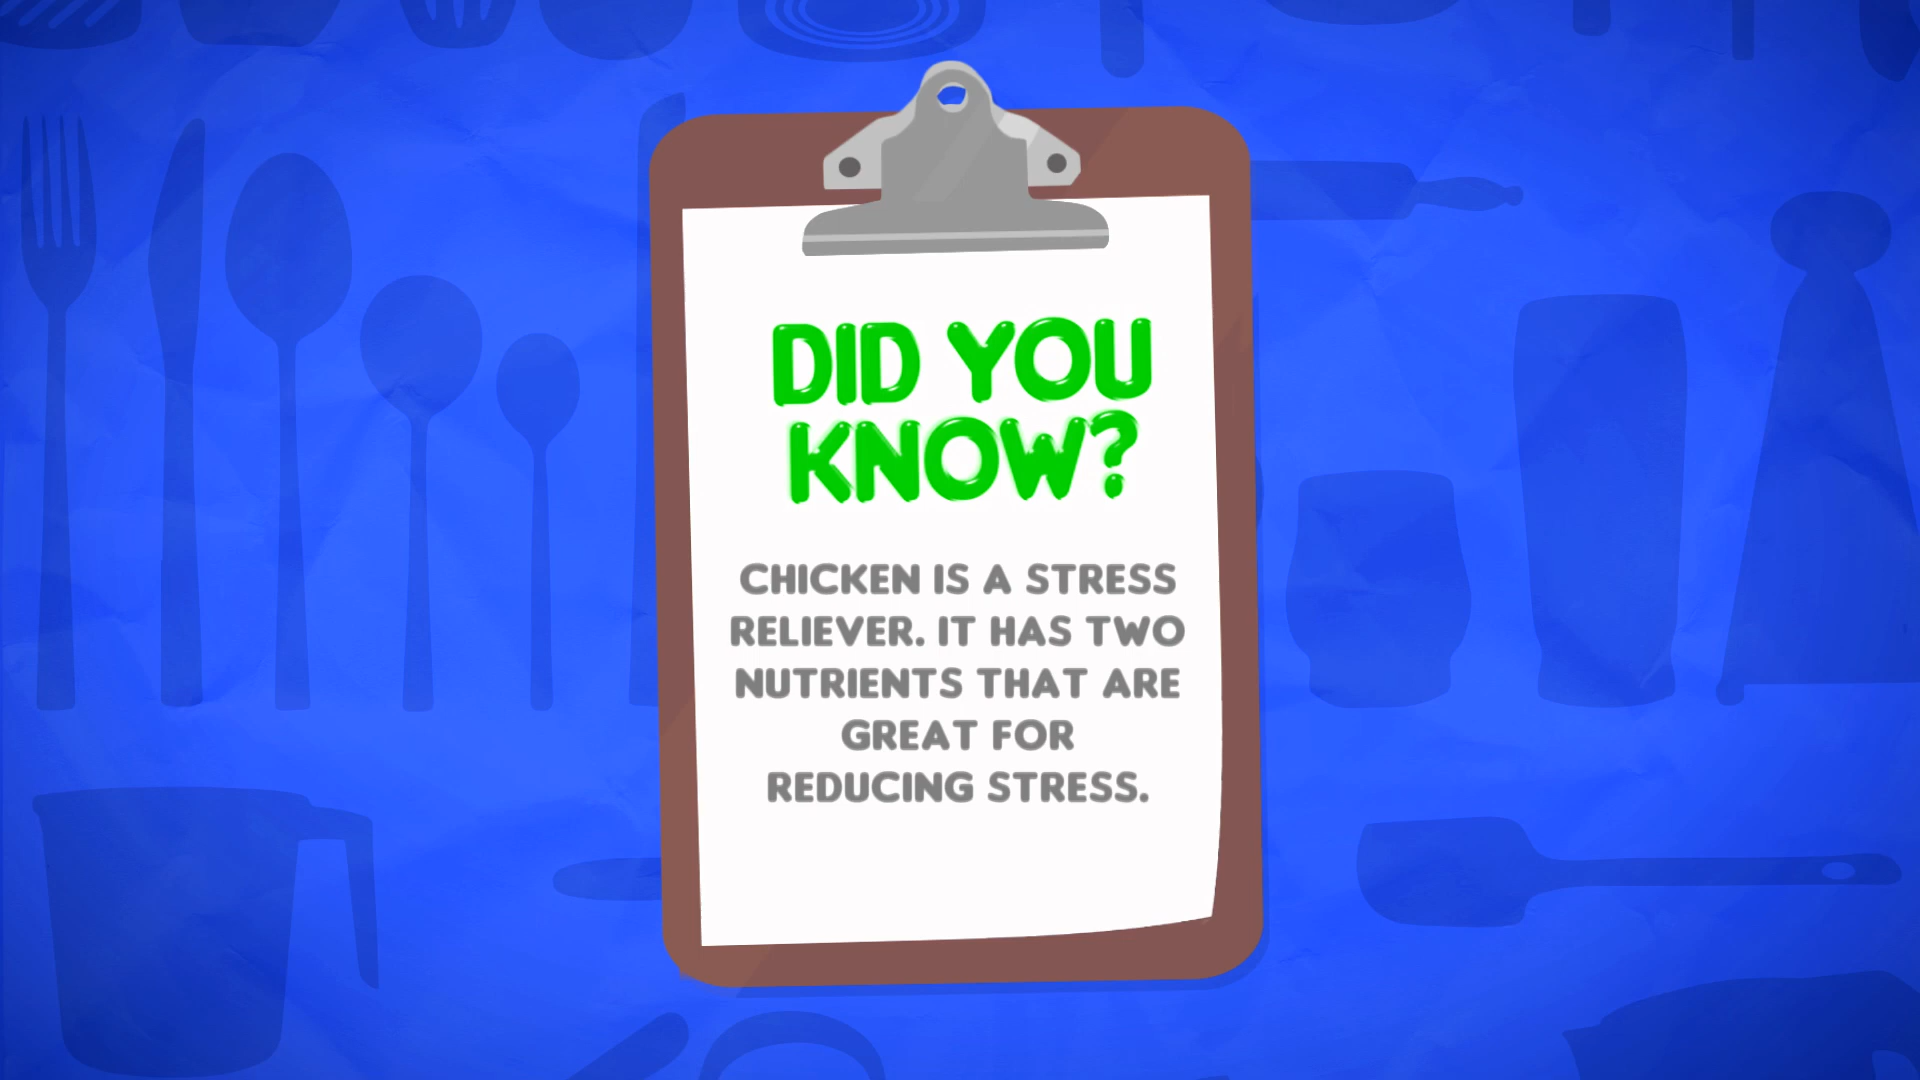 DID YOU
KNOW?
CHICKEN IS A STRESS
RELIEVER. IT HAS TWO
NUTRIENTS THAT ARE
GREAT FOR
REDUCING STRESS.